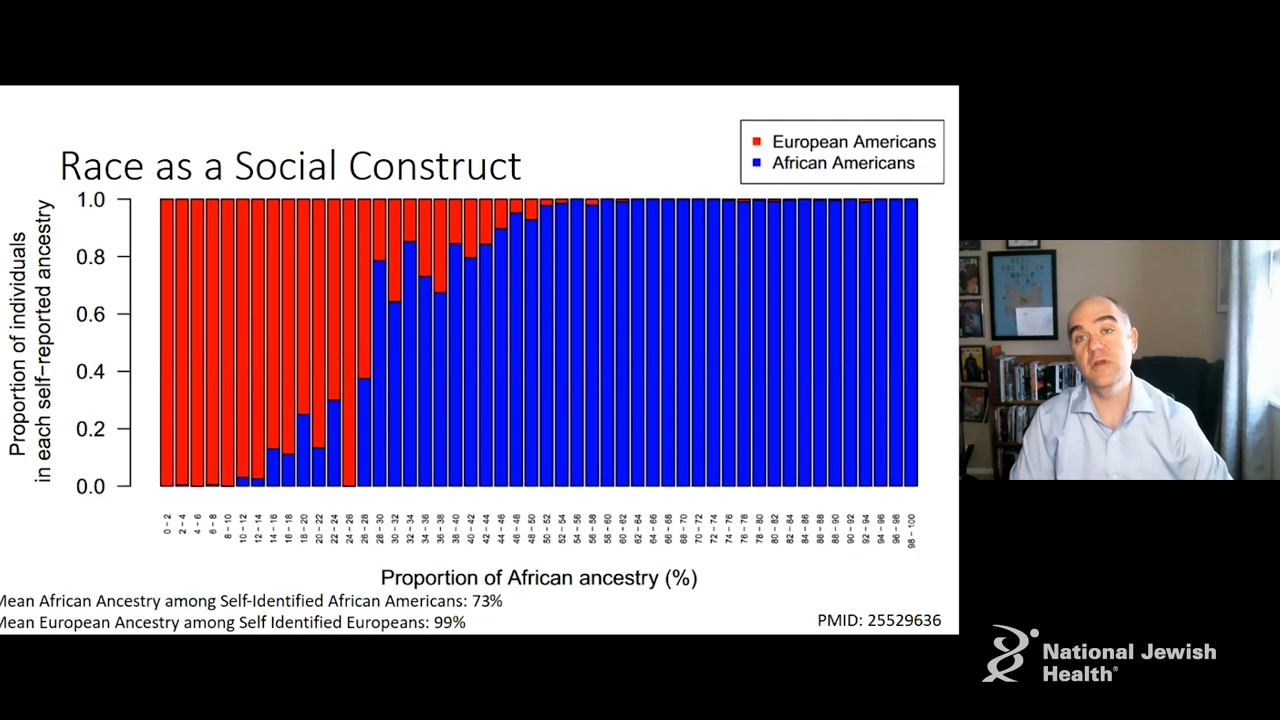 Race as a Social Construct
European Americans
African Americans
Proportion of individuals
in each self-reported ancestry
1.0
0.8
0.6
0.4
0.2
0.0
0 - 2
2 - 4
4 - 6
6 - 8
8 - 10
10 - 12
12 - 14
14 - 16
16 - 18
18 - 20
20 - 22
22 - 24
24 - 26
26 - 28
28 - 30
30 - 32
32 - 34
34 - 36
36 - 38
38 - 40
40 - 42
42 - 44
44 - 46
46 - 48
48 - 50
50 - 52
52 - 54
54 - 56
56 - 58
58 - 60
60 - 62
62 - 64
64 - 66
66 - 68
68 - 70
70 - 72
72 - 74
74 - 76
76 - 78
78 - 80
80 - 82
82 - 84
84 - 86
86 - 88
88 - 90
90 - 92
92 - 94
94 - 96
96 - 98
98 - 100
Proportion of African ancestry (%)
Mean African Ancestry among Self-Identified African Americans: 73%
Mean European Ancestry among Self Identified Europeans: 99%
PMID: 25529636
National Jewish
Health®